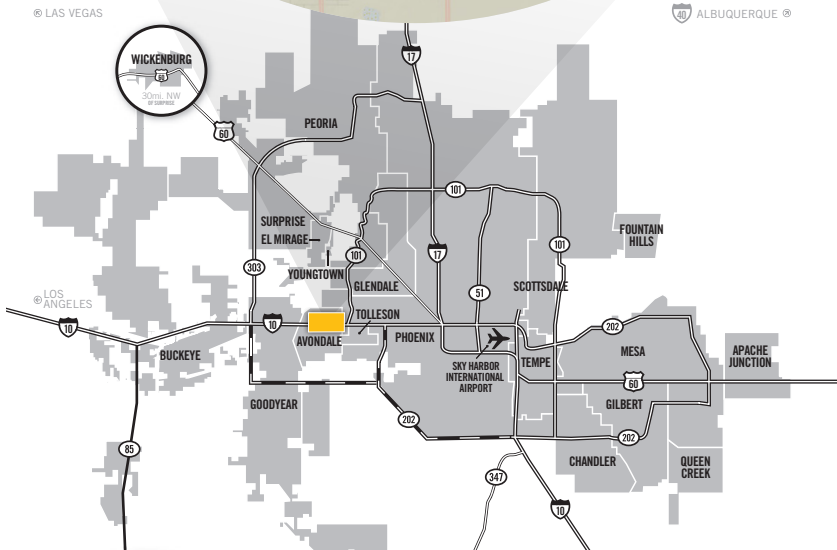 LAS VEGAS
40 ALBUQUERQUE
17
WICKENBURG
60
30mi. NW
OF SURPRISE
60
PEORIA
101
SURPRISE
EL MIRAGE
FOUNTAIN
HILLS
101
17
101
303
YOUNGTOWN
GLENDALE
51
SCOTTSDALE
LOS
ANGELES
10
10
TOLLESON
202
AVONDALE
PHOENIX
BUCKEYE
SKY HARBOR
INTERNATIONAL
AIRPORT
TEMPE
MESA
APACHE
JUNCTION
60
GOODYEAR
GILBERT
202
202
85
CHANDLER
QUEEN
CREEK
347
10